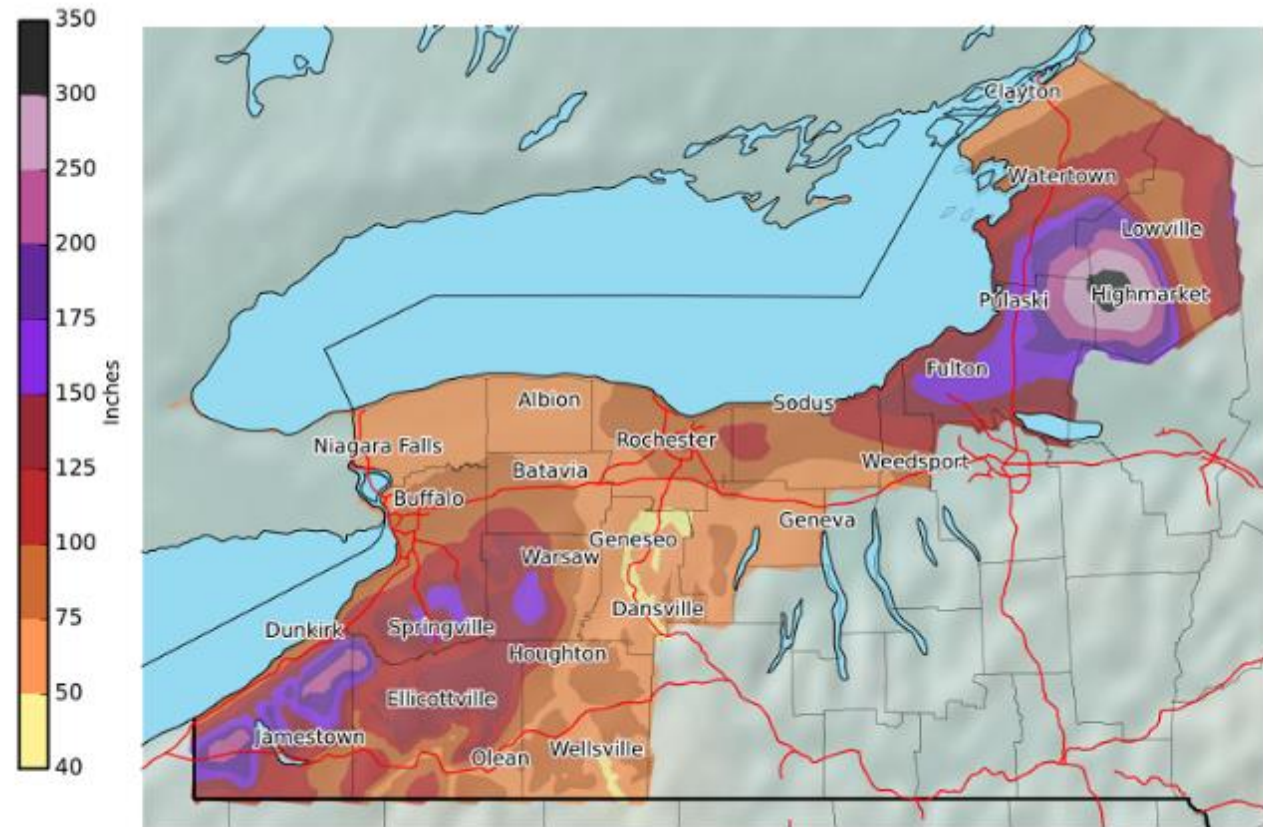 350
300
250
200
175
150
125
100
75
50
40
Inches
Clayton
Watertown
Lowville
Pulaski
Highmarket
Fulton
Albion
Sodus
Niagara Falls
Rochester
Batavia
Weedsport
Buffalo
Geneva
Geneseo
Warsaw
Dansville
Dunkirk
Springville
Houghton
Ellicottville
Jamestown
Olean
Wellsville